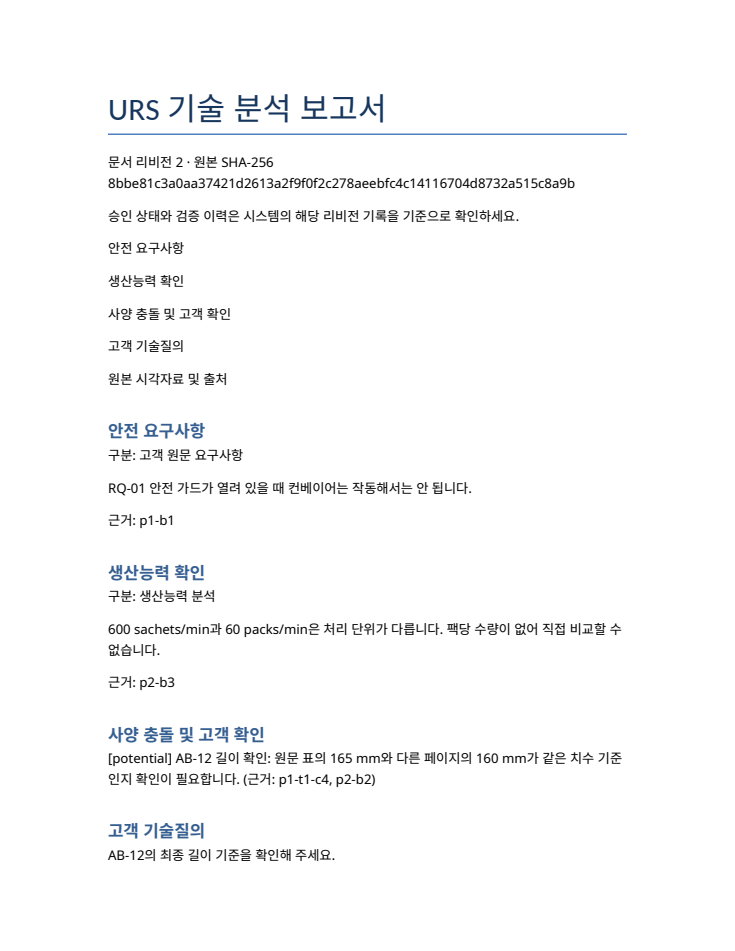 URS 기술 분석 보고서
문서 리비전 2 · 원본 SHA-256
8bbe81c3a0aa37421d2613a2f9f0f2c278aeebfc4c14116704d8732a515c8a9b
승인 상태와 검증 이력은 시스템의 해당 리비전 기록을 기준으로 확인하세요.
안전 요구사항
생산능력 확인
사양 충돌 및 고객 확인
고객 기술질의
원본 시각자료 및 출처
안전 요구사항
구분: 고객 원문 요구사항
RQ-01 안전 가드가 열려 있을 때 컨베이어는 작동해서는 안 됩니다.
근거: p1-b1
생산능력 확인
구분: 생산능력 분석
600 sachets/min과 60 packs/min은 처리 단위가 다릅니다. 팩당 수량이 없어 직접 비교할 수
없습니다.
근거: p2-b3
사양 충돌 및 고객 확인
[potential] AB-12 길이 확인: 원문 표의 165 mm와 다른 페이지의 160 mm가 같은 치수 기준
인지 확인이 필요합니다. (근거: p1-t1-c4, p2-b2)
고객 기술질의
AB-12의 최종 길이 기준을 확인해 주세요.